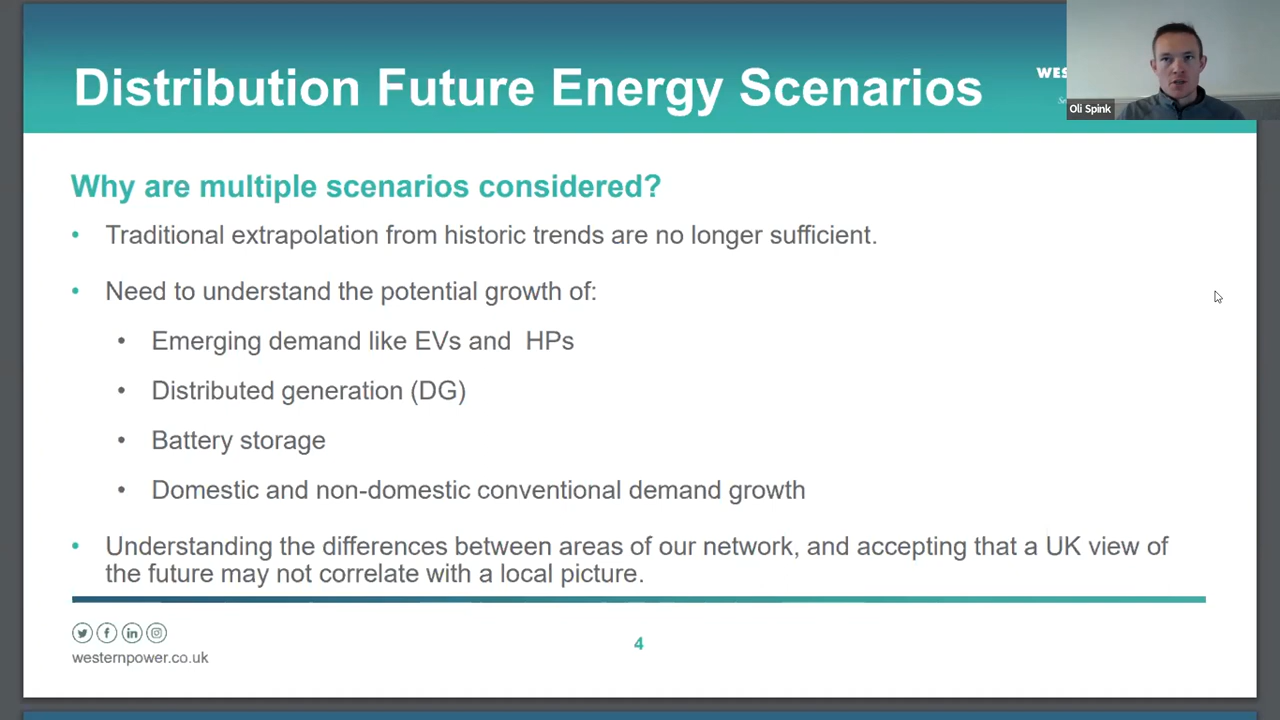 Distribution Future Energy Scenarios
WES
Oli Spink
Why are multiple scenarios considered?
• Traditional extrapolation from historic trends are no longer sufficient.
• Need to understand the potential growth of:
• Emerging demand like EVs and HPs
• Distributed generation (DG)
• Battery storage
• Domestic and non-domestic conventional demand growth
• Understanding the differences between areas of our network, and accepting that a UK view of
the future may not correlate with a local picture.
westernpower.co.uk
4